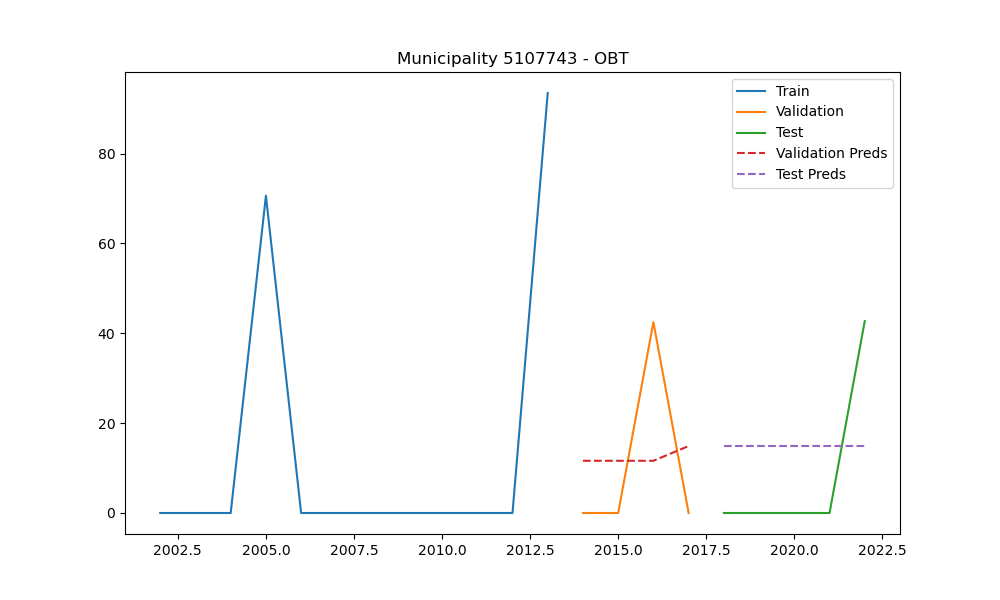 Municipality 5107743 - OBT
Train
Validation
Test
Validation Preds
Test Preds
80
60
40
20
0
2002.5 2005.0 2007.5 2010.0 2012.5 2015.0 2017.5 2020.0 2022.5